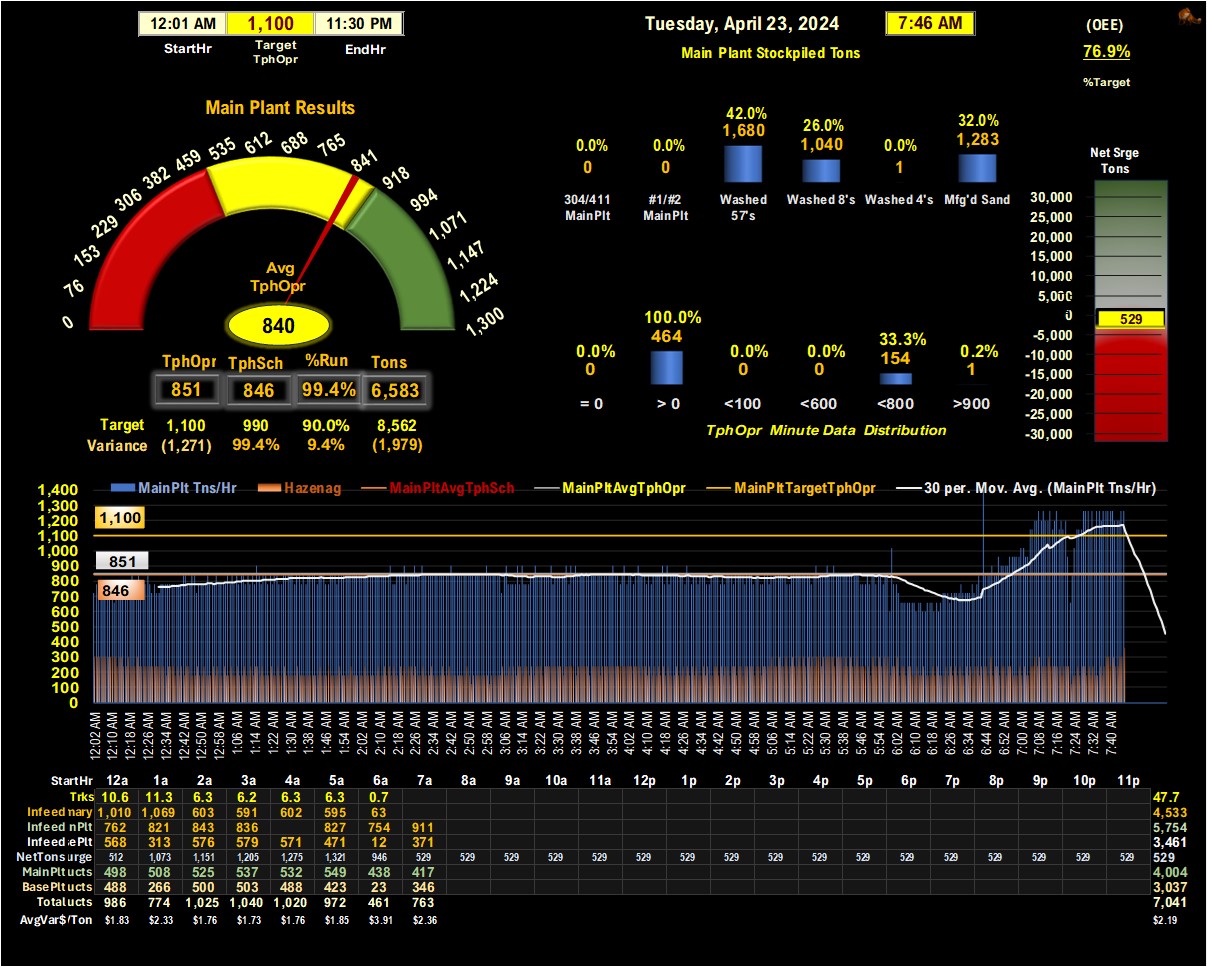 12:01 AM 1,100 11:30 PM
StartHr Target TphOpr EndHr
Tuesday, April 23, 2024 7:46 AM
Main Plant Stockpiled Tons
(OEE)
76.9%
%Target
Main Plant Results
0 76 153 229 306 382 459 535 612 688 765 841 918 994 1,071 1,147 1,224 1,300
Avg
TphOpr
840
TphOpr TphSch %Run Tons
851 846 99.4% 6,583
Target 1,100 990 90.0% 8,562
Variance (1,271) 99.4% 9.4% (1,979)
0.0% 0.0% 42.0% 26.0% 0.0% 32.0%
0 0 1,680 1,040 1 1,283
304/411 #1/#2 Washed Washed 8's Washed 4's Mfg'd Sand
MainPlt MainPlt 57's
0.0% 100.0% 0.0% 0.0% 33.3% 0.2%
0 464 0 0 154 1
= 0 > 0 <100 <600 <800 >900
TphOpr Minute Data Distribution
Net Srge
Tons
30,000
25,000
20,000
15,000
10,000
5,000
0
529
-5,000
-10,000
-15,000
-20,000
-25,000
-30,000
MainPlt Tns/Hr Hazenag MainPltAvgTphSch MainPltAvgTphOpr MainPltTargetTphOpr 30 per. Mov. Avg. (MainPlt Tns/Hr)
1,400
1,300
1,200
1,100
1,000
900
800
700
600
500
400
300
200
100
0
1,100
851
846
12:02 AM 12:10 AM 12:18 AM 12:26 AM 12:34 AM 12:42 AM 12:50 AM 12:58 AM 1:06 AM 1:14 AM 1:22 AM 1:30 AM 1:38 AM 1:46 AM 1:54 AM 2:02 AM 2:10 AM 2:18 AM 2:26 AM 2:34 AM 2:42 AM 2:50 AM 2:58 AM 3:06 AM 3:14 AM 3:22 AM 3:30 AM 3:38 AM 3:46 AM 3:54 AM 4:02 AM 4:10 AM 4:18 AM 4:26 AM 4:34 AM 4:42 AM 4:50 AM 4:58 AM 5:06 AM 5:14 AM 5:22 AM 5:30 AM 5:38 AM 5:46 AM 5:54 AM 6:02 AM 6:10 AM 6:18 AM 6:26 AM 6:34 AM 6:44 AM 6:52 AM 7:00 AM 7:08 AM 7:16 AM 7:24 AM 7:32 AM 7:40 AM
StartHr 12a 1a 2a 3a 4a 5a 6a 7a 8a 9a 10a 11a 12p 1p 2p 3p 4p 5p 6p 7p 8p 9p 10p 11p
Trks 10.6 11.3 6.3 6.2 6.3 6.3 0.7 47.7
Infeed mary 1,010 1,069 603 591 602 595 63 4,533
Infeed nPlt 762 821 843 836 827 754 911 5,754
Infeed ePlt 568 313 576 579 571 471 12 371 3,461
NetTons urge 512 1,073 1,151 1,205 1,275 1,321 946 529 529 529 529 529 529 529 529 529 529 529 529 529 529 529 529 529 529
MainPlt ucts 498 508 525 537 532 549 438 417 4,004
BasePlt ucts 488 266 500 503 488 423 23 346 3,037
Total ucts 986 774 1,025 1,040 1,020 972 461 763 7,041
AvgVar$/Ton $1.83 $2.33 $1.76 $1.73 $1.76 $1.85 $3.91 $2.36 $2.19